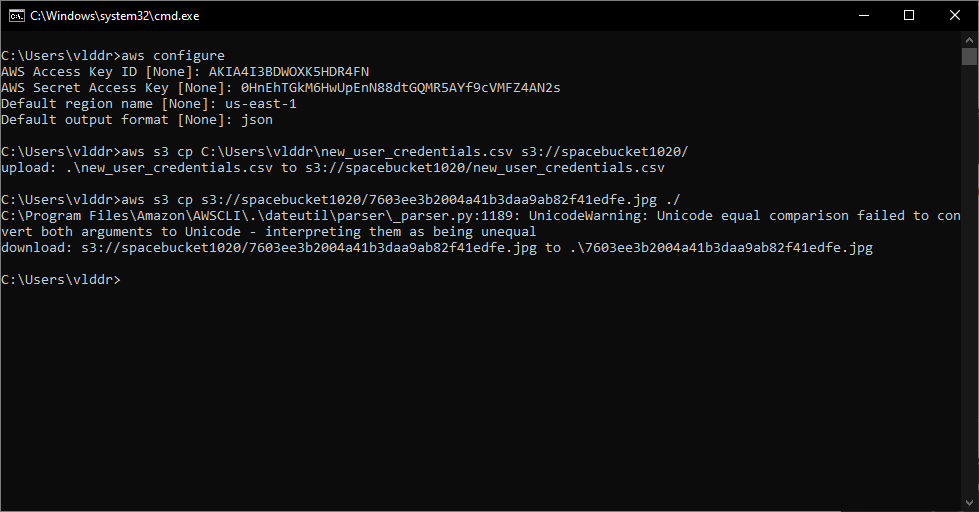 C:\Windows\system32\cmd.exe
C:\Users\vlddr>aws configure
AWS Access Key ID [None]: AKIA4I3BDWOXK5HDR4FN
AWS Secret Access Key [None]: 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
Default region name [None]: us-east-1
Default output format [None]: json
C:\Users\vlddr>aws s3 cp C:\Users\vlddr\new_user_credentials.csv s3://spacebucket1020/
upload: .\new_user_credentials.csv to s3://spacebucket1020/new_user_credentials.csv
C:\Users\vlddr>aws s3 cp s3://spacebucket1020/7603ee3b2004a41b3daa9ab82f41edfe.jpg ./
C:\Program Files\Amazon\AWSCLI\.\dateutil\parser\_parser.py:1189: UnicodeWarning: Unicode equal comparison failed to con
vert both arguments to Unicode - interpreting them as being unequal
download: s3://spacebucket1020/7603ee3b2004a41b3daa9ab82f41edfe.jpg to .\7603ee3b2004a41b3daa9ab82f41edfe.jpg
C:\Users\vlddr>